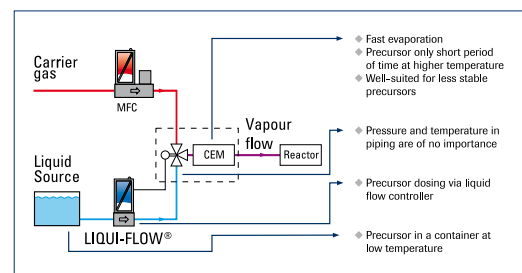 Carrier
gas
MFC
Vapour
flow
CEM
Reactor
Liquid
Source
LIQUI-FLOW®
◆ Fast evaporation
◆ Precursor only short period
of time at higher temperature
◆ Well-suited for less stable
precursors
◆ Pressure and temperature in
piping are of no importance
◆ Precursor dosing via liquid
flow controller
◆ Precursor in a container at
low temperature